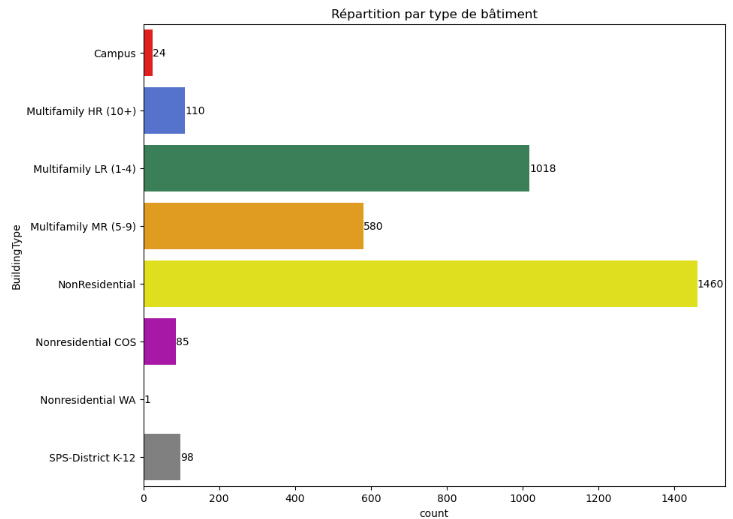 Répartition par type de bâtiment
BuildingType
Campus 24
Multifamily HR (10+) 110
Multifamily LR (1-4) 1018
Multifamily MR (5-9) 580
NonResidential 1460
Nonresidential COS 85
Nonresidential WA 1
SPS-District K-12 98
0 200 400 600 800 1000 1200 1400
count